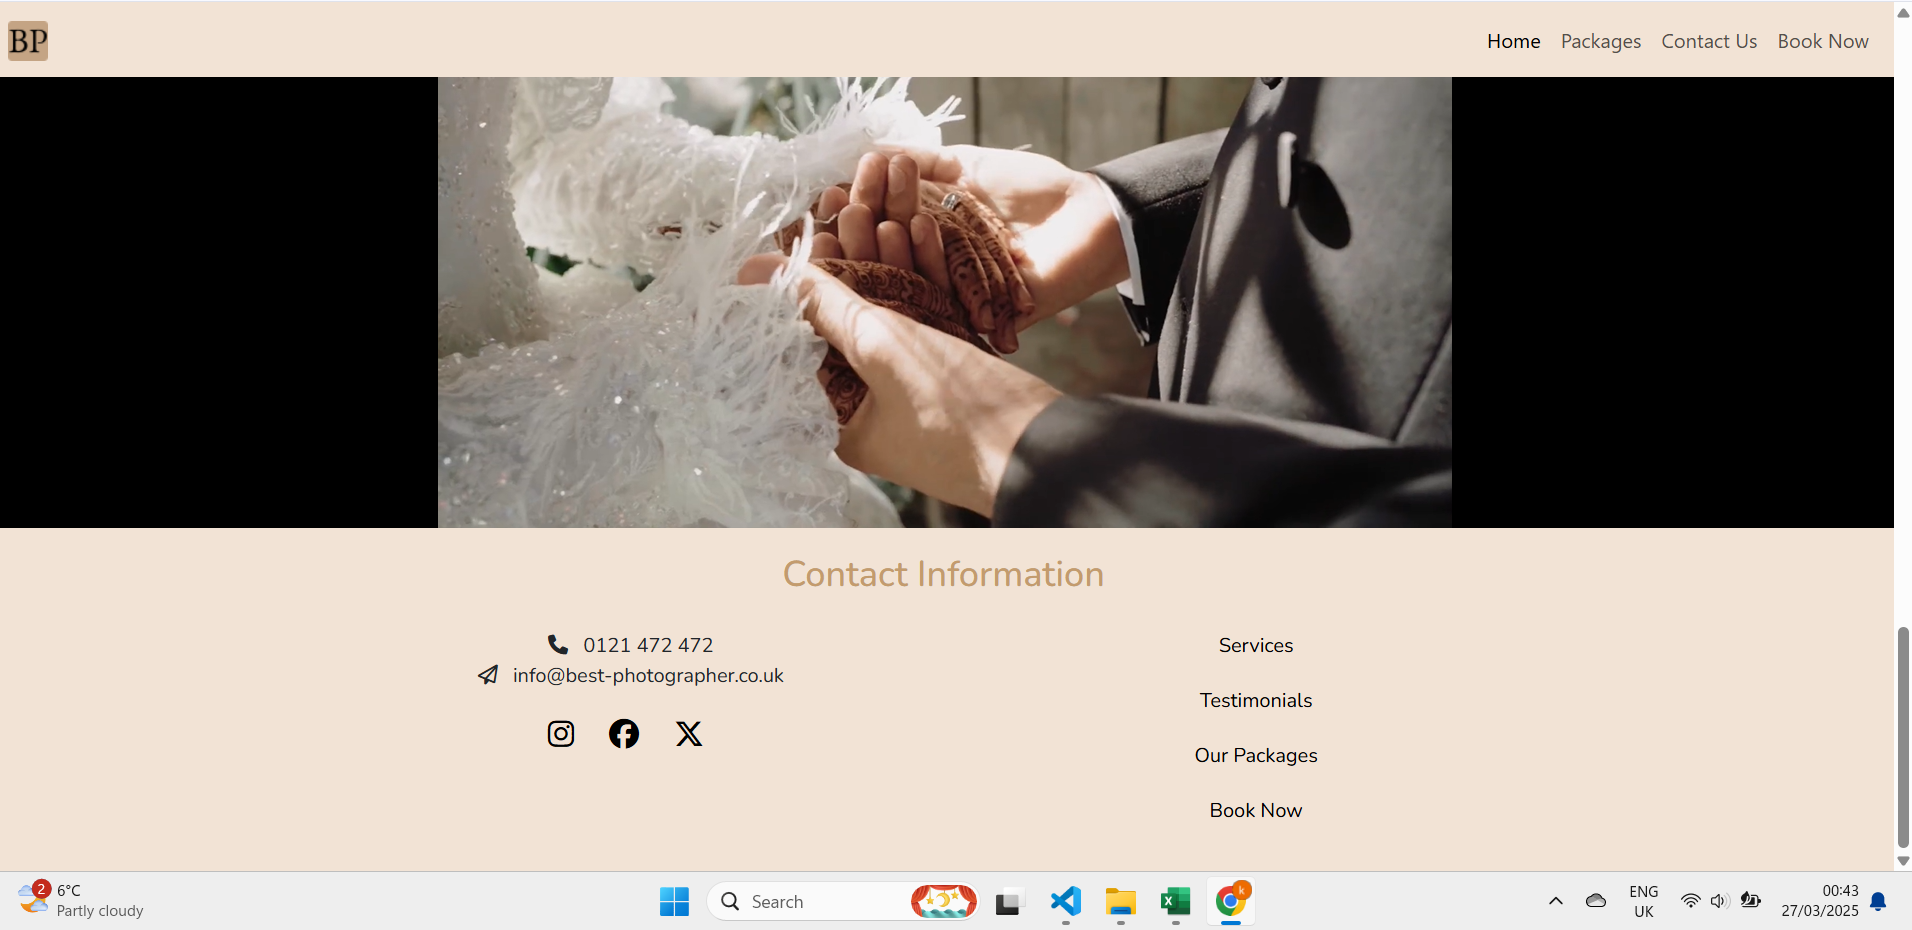 BP
Home Packages Contact Us Book Now
Contact Information
0121 472 472
info@best-photographer.co.uk
Services
Testimonials
Our Packages
Book Now
2
6°C
Partly cloudy
Search
k
ENG
UK
00:43
27/03/2025